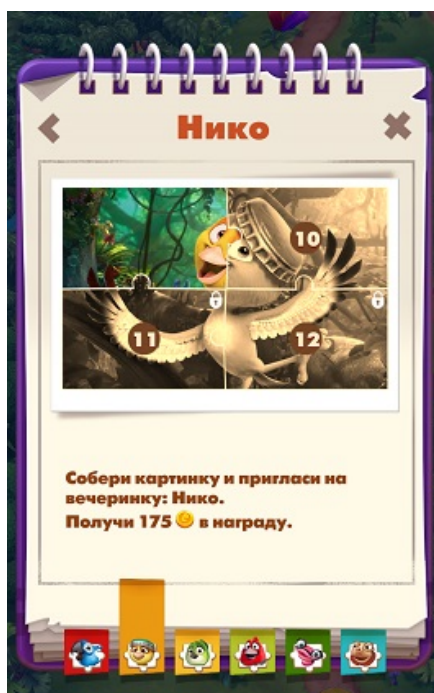 Нико
10
11
12
Собери картинку и пригласи на
вечеринку: Нико.
Получи 175 в награду.